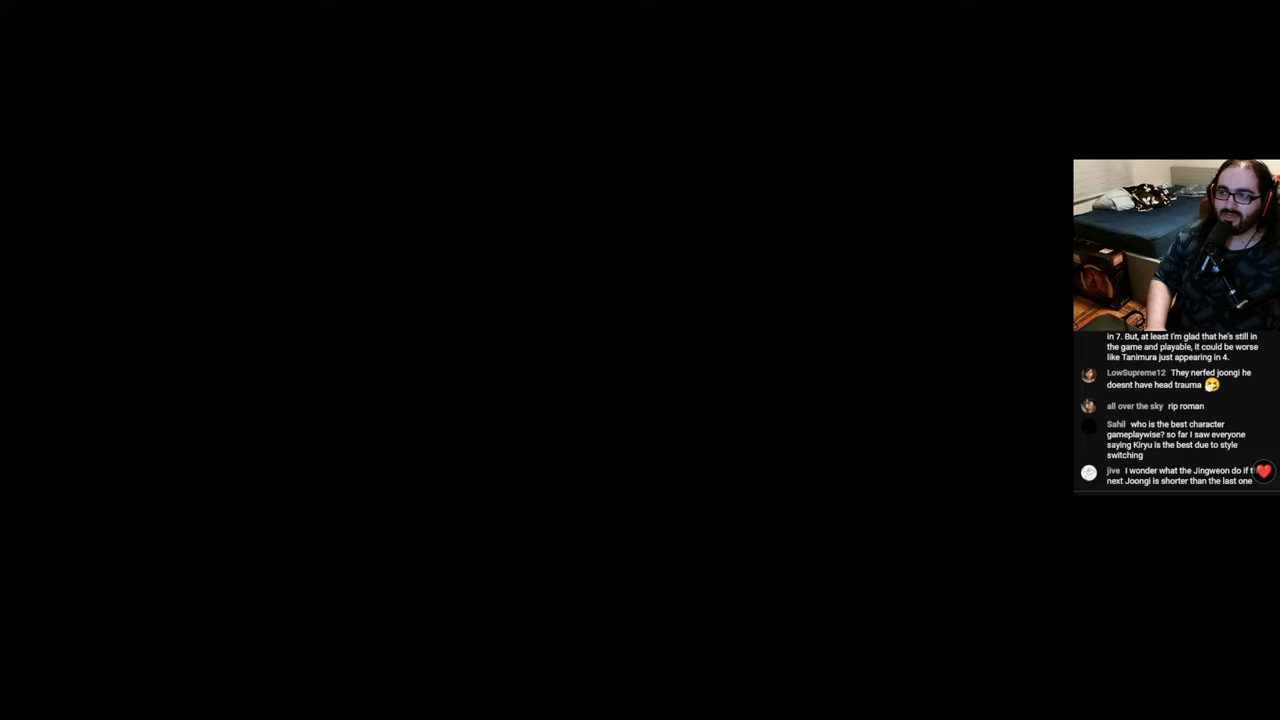 in 7. But, at least I'm glad that he's still in
the game and playable, it could be worse
like Tanimura just appearing in 4.
LowSupreme12 They nerfed joongi he
doesnt have head trauma
all over the sky rip roman
Sahil who is the best character
gameplaywise? so far I saw everyone
saying Kiryu is the best due to style
switching
jive I wonder what the Jingweon do if
next Joongi is shorter than the last one